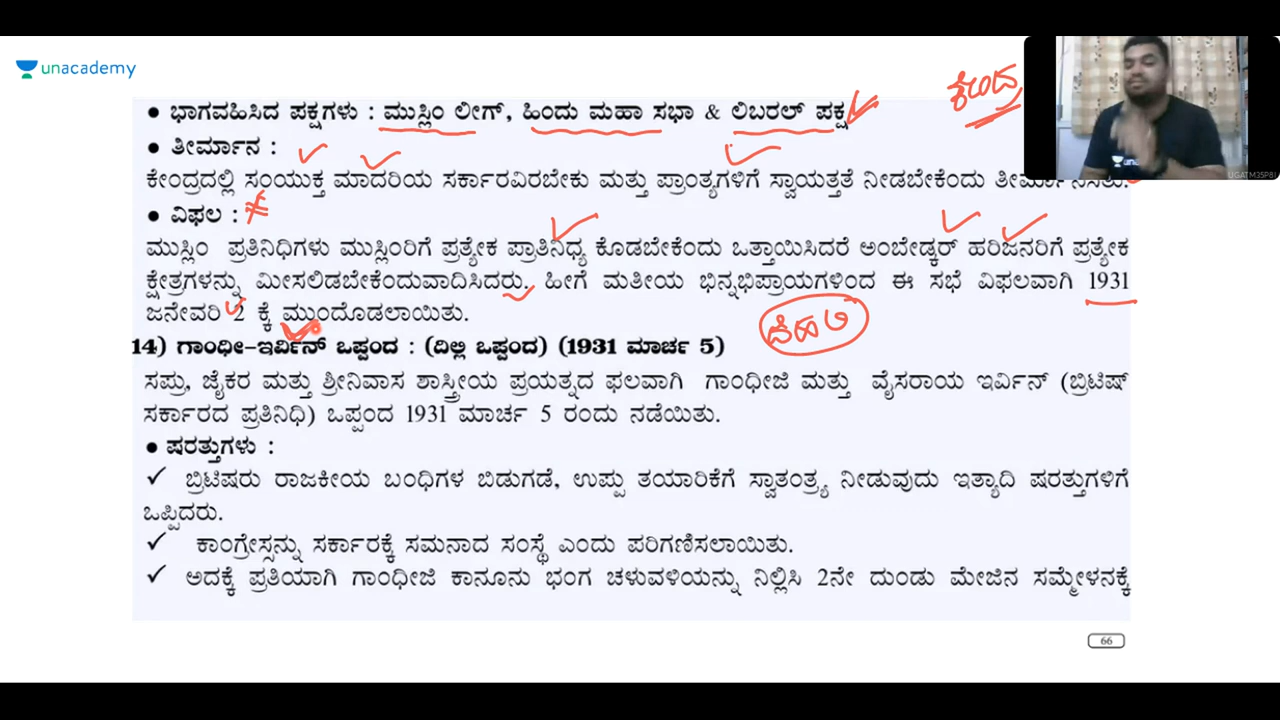 unacademy
• ಭಾಗವಹಿಸಿದ ಪಕ್ಷಗಳು : ಮುಸ್ಲಿಂ ಲೀಗ್, ಹಿಂದು ಮಹಾ ಸಭಾ & ಲಿಬರಲ್ ಪಕ್ಷ
• ತೀರ್ಮಾನ :
ಕೇಂದ್ರದಲ್ಲಿ ಸಂಯುಕ್ತ ಮಾದರಿಯ ಸರ್ಕಾರವಿರಬೇಕು ಮತ್ತು ಪ್ರಾಂತ್ಯಗಳಿಗೆ ಸ್ವಾಯತ್ತತೆ ನೀಡಬೇಕೆಂದು ತೀರ್ಮಾನಿಸಿತು.
• ವಿಫಲ :
ಮುಸ್ಲಿಂ ಪ್ರತಿನಿಧಿಗಳು ಮುಸ್ಲಿಂರಿಗೆ ಪ್ರತ್ಯೇಕ ಪ್ರಾತಿನಿಧ್ಯ ಕೊಡಬೇಕೆಂದು ಒತ್ತಾಯಿಸಿದರೆ ಅಂಬೇಡ್ಕರ್ ಹರಿಜನರಿಗೆ ಪ್ರತ್ಯೇಕ
ಕ್ಷೇತ್ರಗಳನ್ನು ಮೀಸಲಿಡಬೇಕೆಂದುವಾದಿಸಿದರು. ಹೀಗೆ ಮತೀಯ ಭಿನ್ನಭಿಪ್ರಾಯಗಳಿಂದ ಈ ಸಭೆ ವಿಫಲವಾಗಿ 1931
ಜನೇವರಿ 2 ಕ್ಕೆ ಮುಂದೂಡಲಾಯಿತು.
14) ಗಾಂಧೀ-ಇರ್ವಿನ್ ಒಪ್ಪಂದ : (ದಿಲ್ಲಿ ಒಪ್ಪಂದ) (1931 ಮಾರ್ಚ 5)
ಸಪ್ರು, ಜೈಕರ ಮತ್ತು ಶ್ರೀನಿವಾಸ ಶಾಸ್ತ್ರೀಯ ಪ್ರಯತ್ನದ ಫಲವಾಗಿ ಗಾಂಧೀಜಿ ಮತ್ತು ವೈಸರಾಯ ಇರ್ವಿನ್ (ಬ್ರಿಟಿಷ್
ಸರ್ಕಾರದ ಪ್ರತಿನಿಧಿ) ಒಪ್ಪಂದ 1931 ಮಾರ್ಚ 5 ರಂದು ನಡೆಯಿತು.
• ಷರತ್ತುಗಳು :
✓ ಬ್ರಿಟಿಷರು ರಾಜಕೀಯ ಬಂಧಿಗಳ ಬಿಡುಗಡೆ, ಉಪ್ಪು ತಯಾರಿಕೆಗೆ ಸ್ವಾತಂತ್ರ್ಯ ನೀಡುವುದು ಇತ್ಯಾದಿ ಷರತ್ತುಗಳಿಗೆ
ಒಪ್ಪಿದರು.
✓ ಕಾಂಗ್ರೇಸ್ಸನ್ನು ಸರ್ಕಾರಕ್ಕೆ ಸಮನಾದ ಸಂಸ್ಥೆ ಎಂದು ಪರಿಗಣಿಸಲಾಯಿತು.
✓ ಅದಕ್ಕೆ ಪ್ರತಿಯಾಗಿ ಗಾಂಧೀಜಿ ಕಾನೂನು ಭಂಗ ಚಳುವಳಿಯನ್ನು ನಿಲ್ಲಿಸಿ 2ನೇ ದುಂಡು ಮೇಜಿನ ಸಮ್ಮೇಳನಕ್ಕೆ
66